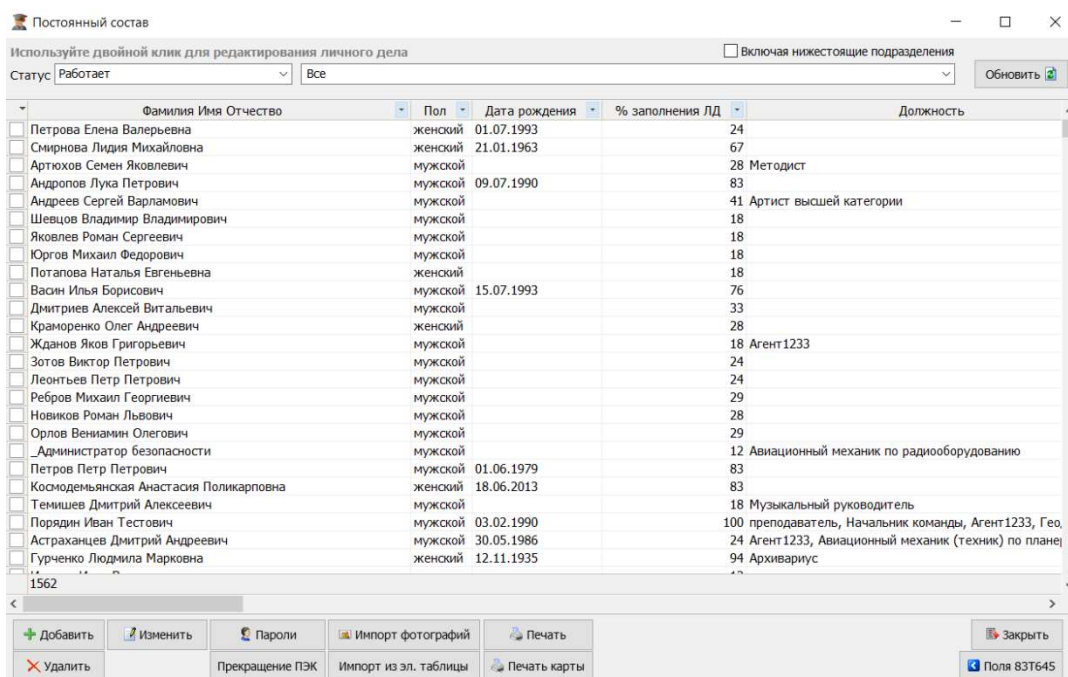 Постоянный состав
Используйте двойной клик для редактирования личного дела
Включая нижестоящие подразделения
Статус Работает Все Обновить
Фамилия Имя Отчество Пол Дата рождения % заполнения ЛД Должность
Петрова Елена Валерьевна женский 01.07.1993 24
Смирнова Лидия Михайловна женский 21.01.1963 67
Артюхов Семен Яковлевич мужской 28 Методист
Андропов Лука Петрович мужской 09.07.1990 83
Андреев Сергей Варламович мужской 41 Артист высшей категории
Шевцов Владимир Владимирович мужской 18
Яковлев Роман Сергеевич мужской 18
Юргов Михаил Федорович мужской 18
Потапова Наталья Евгеньевна женский 18
Васин Илья Борисович мужской 15.07.1993 76
Дмитриев Алексей Витальевич мужской 33
Краморенко Олег Андреевич женский 28
Жданов Яков Григорьевич мужской 18 Агент1233
Зотов Виктор Петрович мужской 24
Леонтьев Петр Петрович мужской 24
Ребров Михаил Георгиевич мужской 29
Новиков Роман Львович мужской 28
Орлов Вениамин Олегович мужской 29
_Администратор безопасности мужской 12 Авиационный механик по радиооборудованию
Петров Петр Петрович мужской 01.06.1979 83
Космодемьянская Анастасия Поликарповна женский 18.06.2013 83
Темишев Дмитрий Алексеевич мужской 18 Музыкальный руководитель
Порядин Иван Тестович мужской 03.02.1990 100 преподаватель, Начальник команды, Агент1233, Гео,
Астраханцев Дмитрий Андреевич мужской 30.05.1986 24 Агент1233, Авиационный механик (техник) по планер
Гурченко Людмила Марковна женский 12.11.1935 94 Архивариус
1562
Добавить Изменить Пароли Импорт фотографий Печать Закрыть
Удалить Прекращение ПЭК Импорт из эл. таблицы Печать карты Поля 83Т645